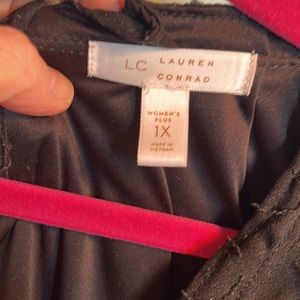 LC LAUREN
CONRAD
WOMEN'S
PLUS
1X
MADE IN
VIETNAM